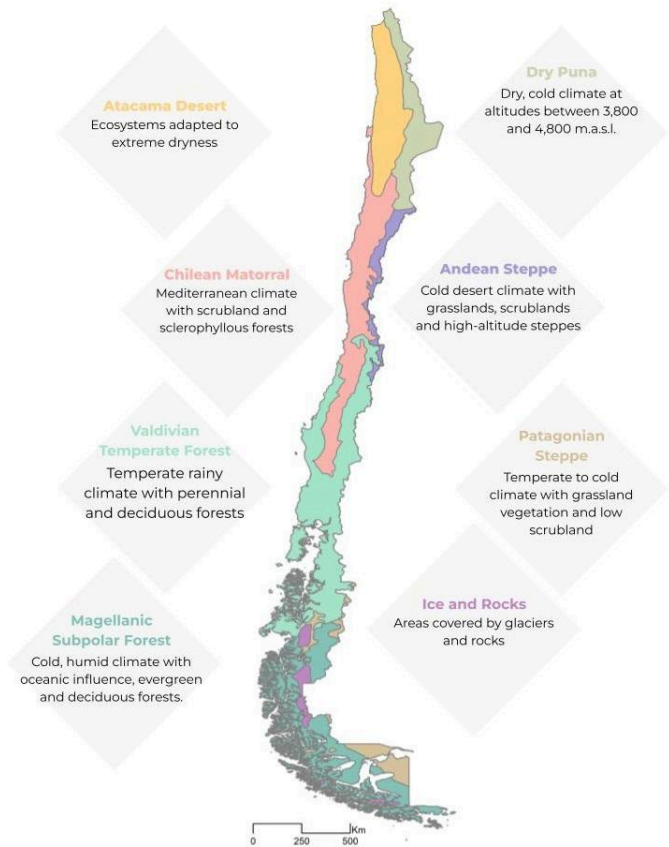 Atacama Desert
Ecosystems adapted to
extreme dryness
Dry Puna
Dry, cold climate at
altitudes between 3,800
and 4,800 m.a.s.l.
Chilean Matorral
Mediterranean climate
with scrubland and
sclerophyllous forests
Andean Steppe
Cold desert climate with
grasslands, scrublands
and high-altitude steppes
Valdivian
Temperate Forest
Temperate rainy
climate with perennial
and deciduous forests
Patagonian
Steppe
Temperate to cold
climate with grassland
vegetation and low
scrubland
Magellanic
Subpolar Forest
Cold, humid climate with
oceanic influence, evergreen
and deciduous forests.
Ice and Rocks
Areas covered by glaciers
and rocks
Km
0 250 500